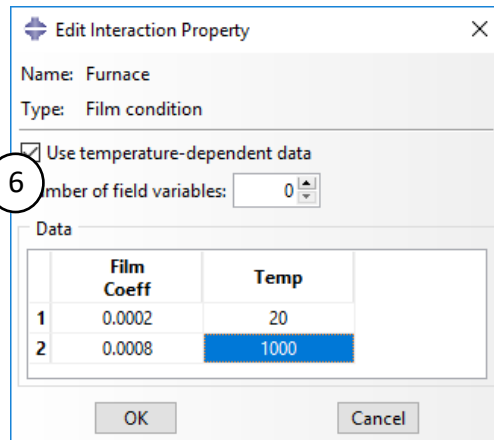 Edit Interaction Property
Name: Furnace
Type: Film condition
Use temperature-dependent data
6
mber of field variables: 0
Data
Film Coeff Temp
1 0.0002 20
2 0.0008 1000
OK Cancel